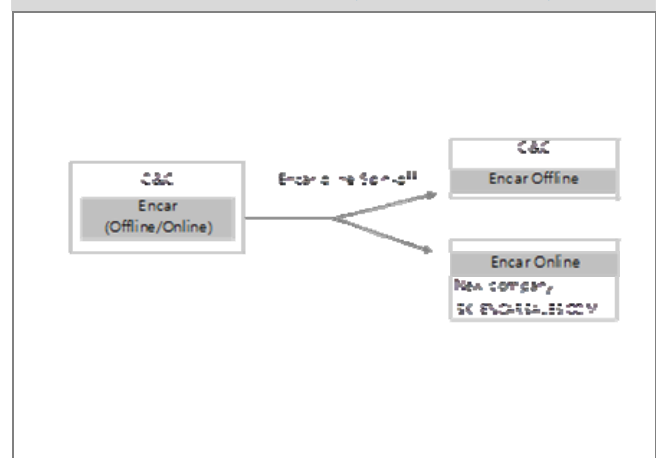 C&C
Encar
(Offline/Online)
C&C
Encar Offline
Encar Online
New company